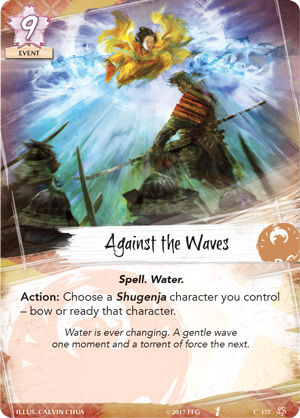 9
EVENT
Against the Waves
Spell. Water.
Action: Choose a Shugenja character you control
– bow or ready that character.
Water is ever changing. A gentle wave
one moment and a torrent of force the next.
ILLUS. CALVIN CHUA
©2017 FFG
C 177